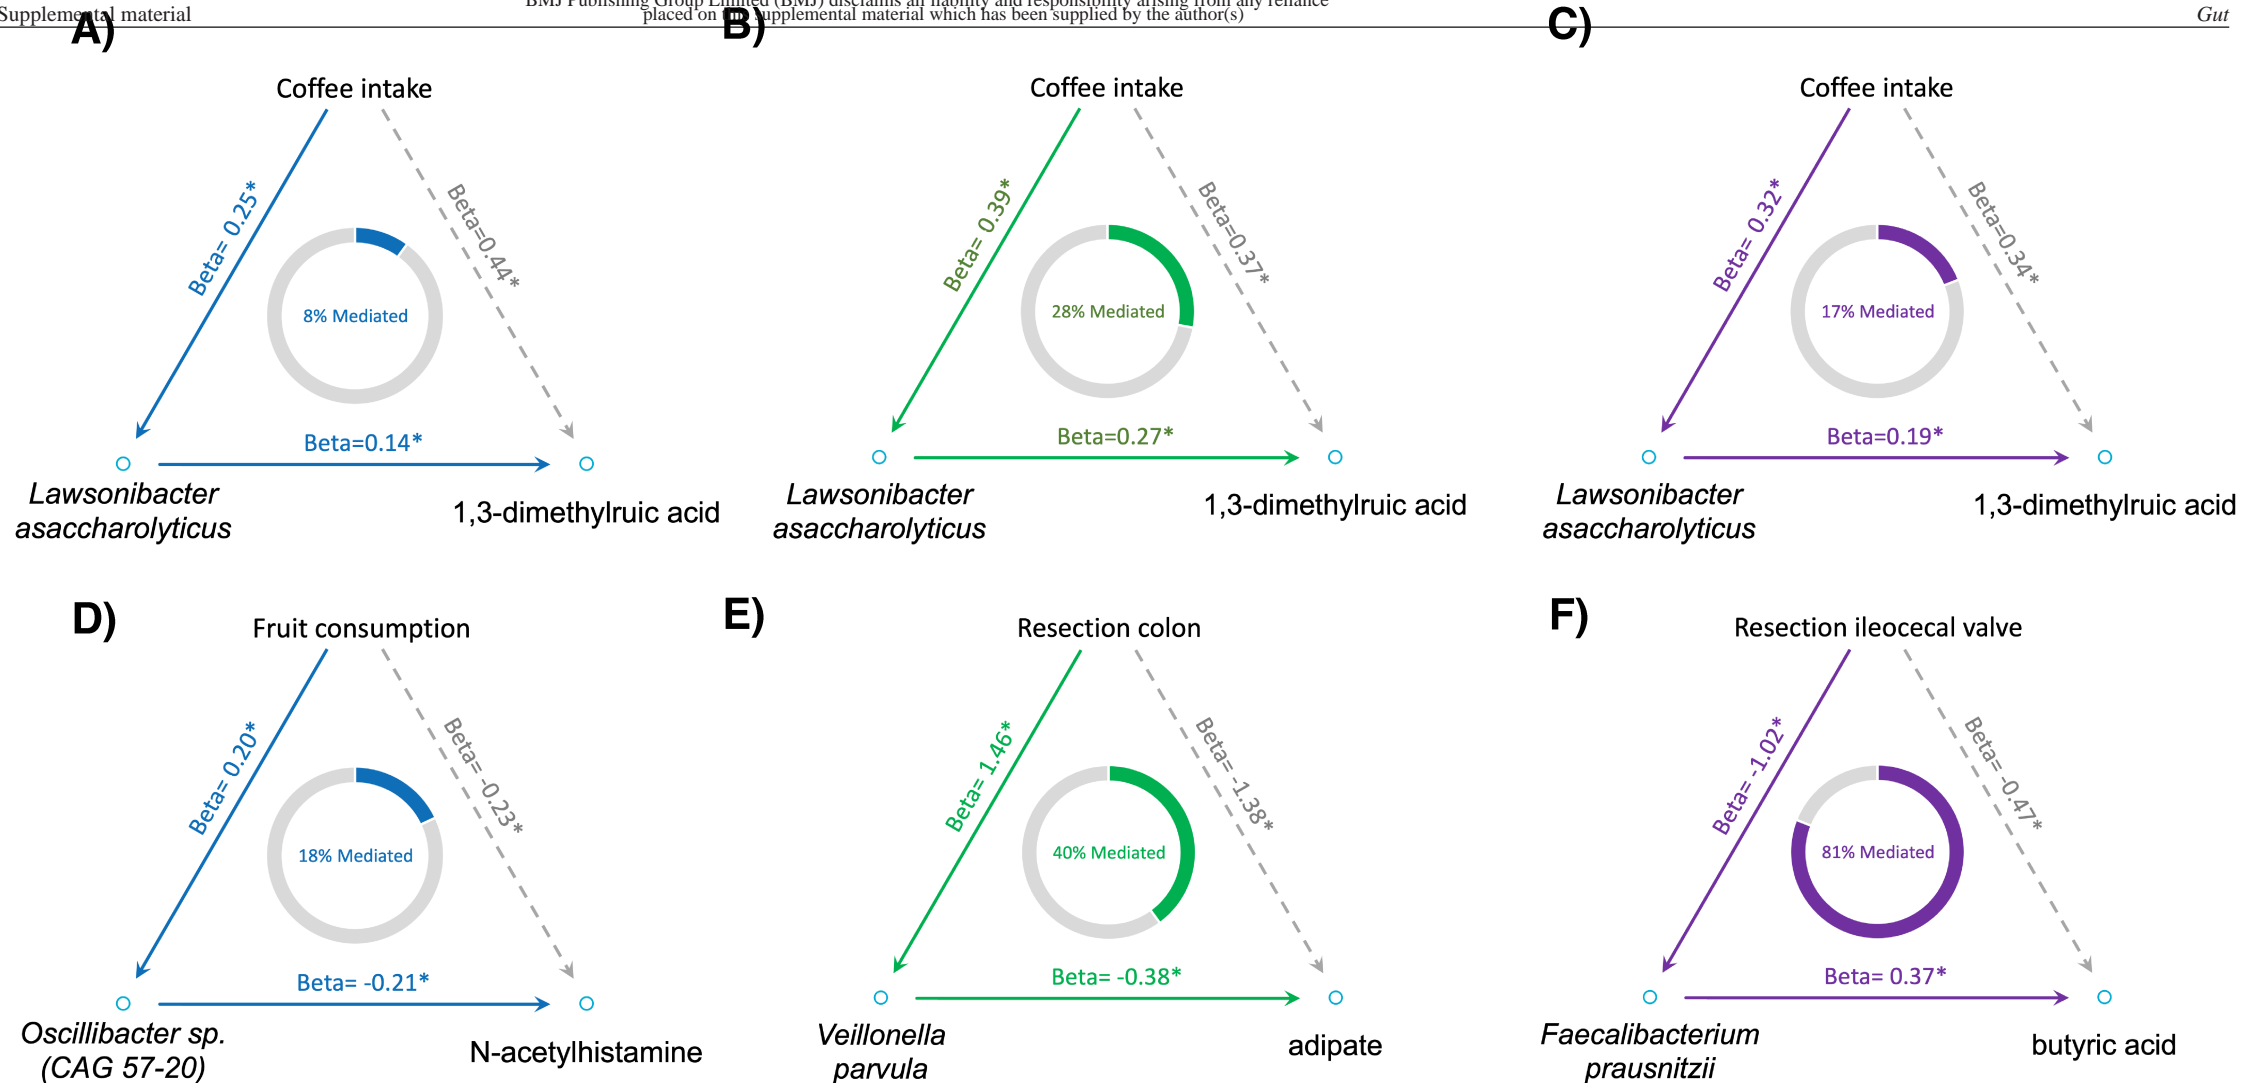 BMJ Publishing Group Limited (BMJ) disclaims all liability and responsibility arising from any reliance
Supplemental material
placed on this supplemental material which has been supplied by the author(s)
Gut
A)
Coffee intake
Beta= 0.25*
Beta=0.44*
8% Mediated
Beta=0.14*
Lawsonibacter
asaccharolyticus
1,3-dimethylruic acid
B)
Coffee intake
Beta= 0.39*
Beta=0.37*
28% Mediated
Beta=0.27*
Lawsonibacter
asaccharolyticus
1,3-dimethylruic acid
C)
Coffee intake
Beta= 0.32*
Beta=0.34*
17% Mediated
Beta=0.19*
Lawsonibacter
asaccharolyticus
1,3-dimethylruic acid
D)
Fruit consumption
Beta= 0.20*
Beta= -0.23*
18% Mediated
Beta= -0.21*
Oscillibacter sp.
(CAG 57-20)
N-acetylhistamine
E)
Resection colon
Beta= 1.46*
Beta= -1.38*
40% Mediated
Beta= -0.38*
Veillonella
parvula
adipate
F)
Resection ileocecal valve
Beta= -1.02*
Beta= -0.47*
81% Mediated
Beta= 0.37*
Faecalibacterium
prausnitzii
butyric acid